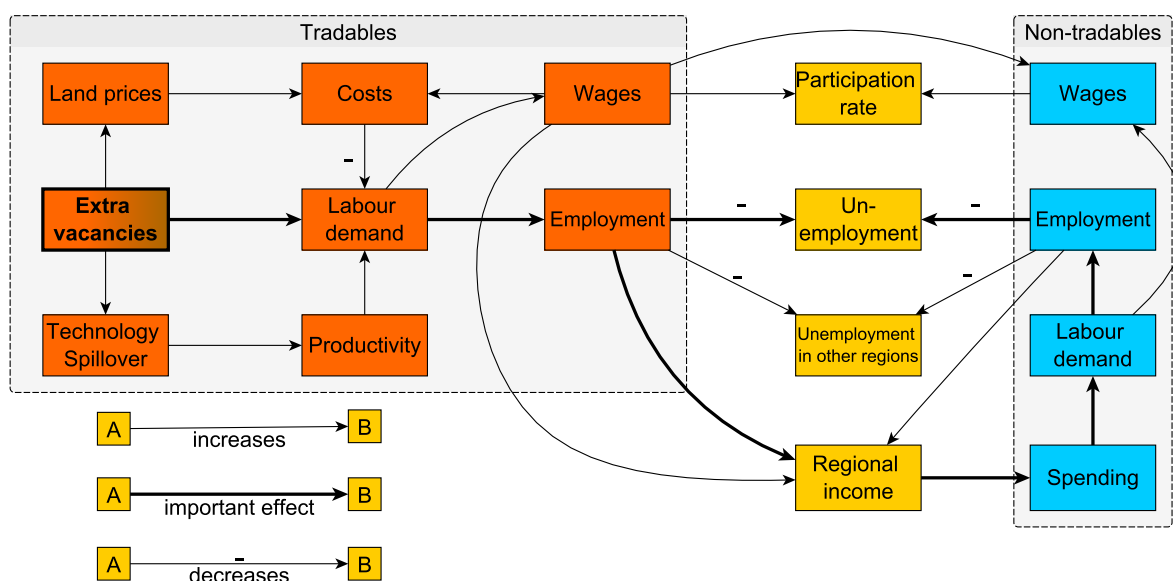 Tradables
Non-tradables
Land prices
Costs
Wages
Participation
rate
Wages
-
Extra
vacancies
Labour
demand
Employment
-
Un-
employment
-
Employment
-
-
Technology
Spillover
Productivity
Unemployment
in other regions
Labour
demand
A
increases
B
Regional
income
Spending
A
important effect
B
A
-
decreases
B